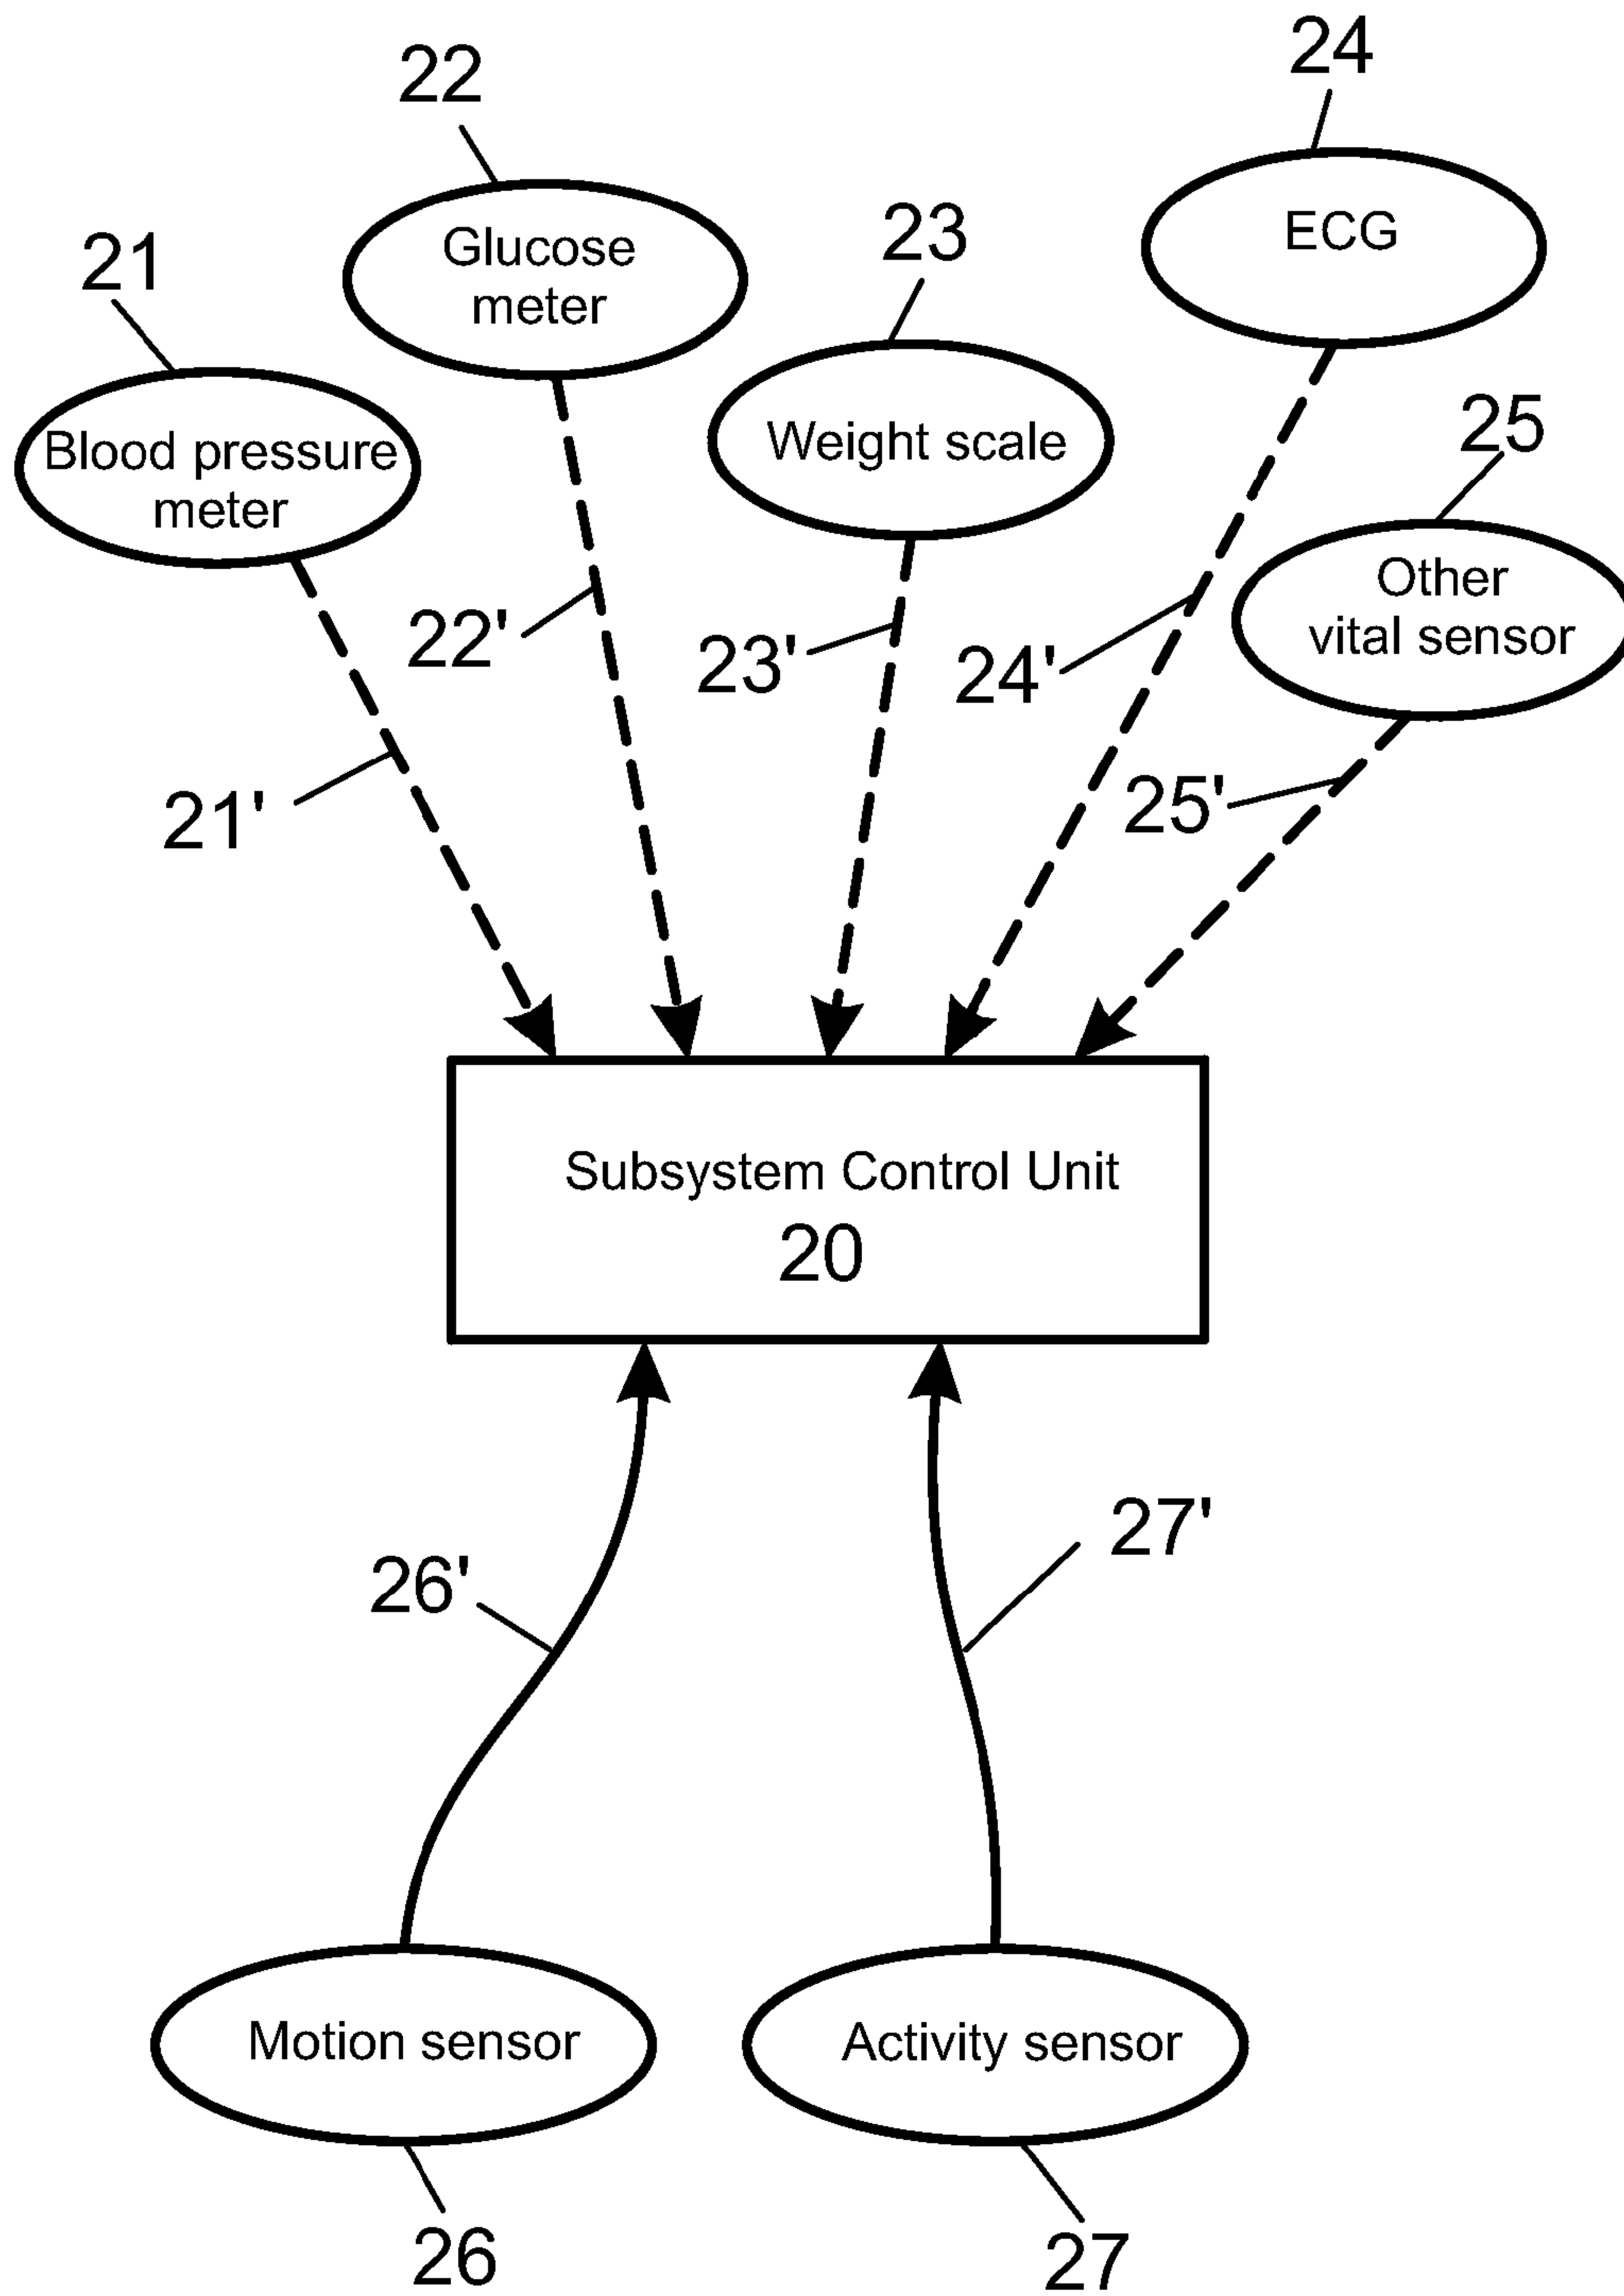 24
22
23
ECG
21
Glucose
meter
25
Weight scale
Blood pressure
meter
Other
vital sensor
22'
23'
24'
21'
25'
Subsystem Control Unit
20
27'
26'
Motion sensor
Activity sensor
26
27